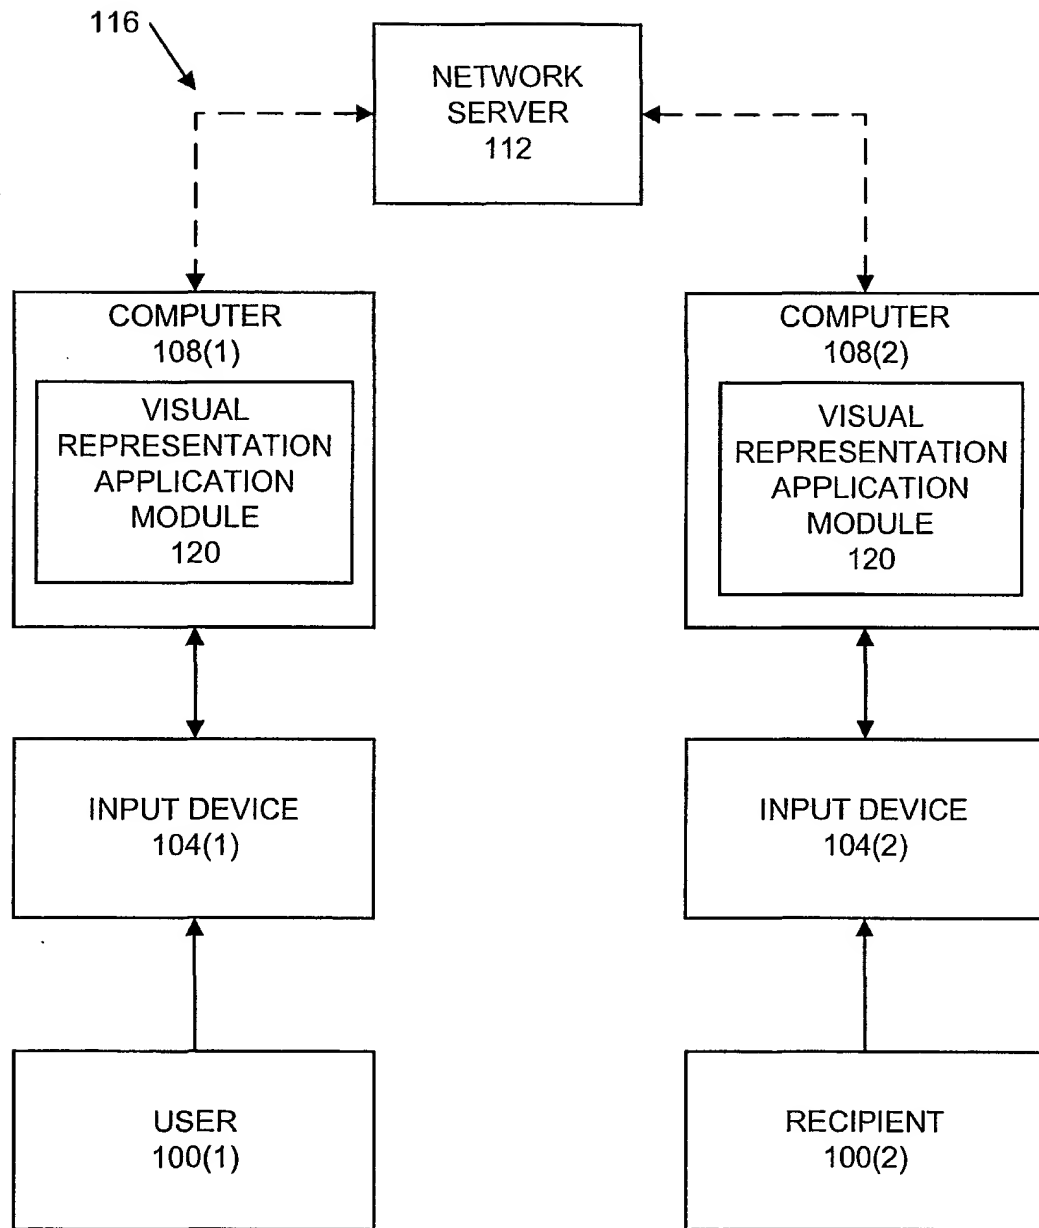 116
NETWORK
SERVER
112
COMPUTER
108(1)
VISUAL
REPRESENTATION
APPLICATION
MODULE
120
COMPUTER
108(2)
VISUAL
REPRESENTATION
APPLICATION
MODULE
120
INPUT DEVICE
104(1)
INPUT DEVICE
104(2)
USER
100(1)
RECIPIENT
100(2)